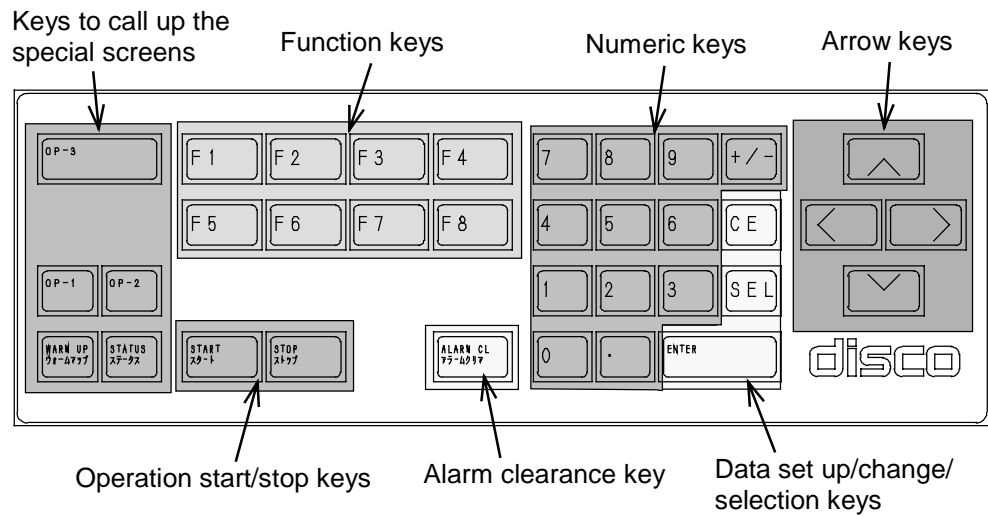 Keys to call up the
special screens
Function keys
Numeric keys
Arrow keys
OP-3
F1
F2
F3
F4
7
8
9
+/-
F5
F6
F7
F8
4
5
6
CE
OP-1
OP-2
1
2
3
SEL
WARM UP
ウォームアップ
STATUS
ステータス
START
スタート
STOP
ストップ
ALARM CL
アラームクリア
0
.
ENTER
disco
Operation start/stop keys
Alarm clearance key
Data set up/change/
selection keys